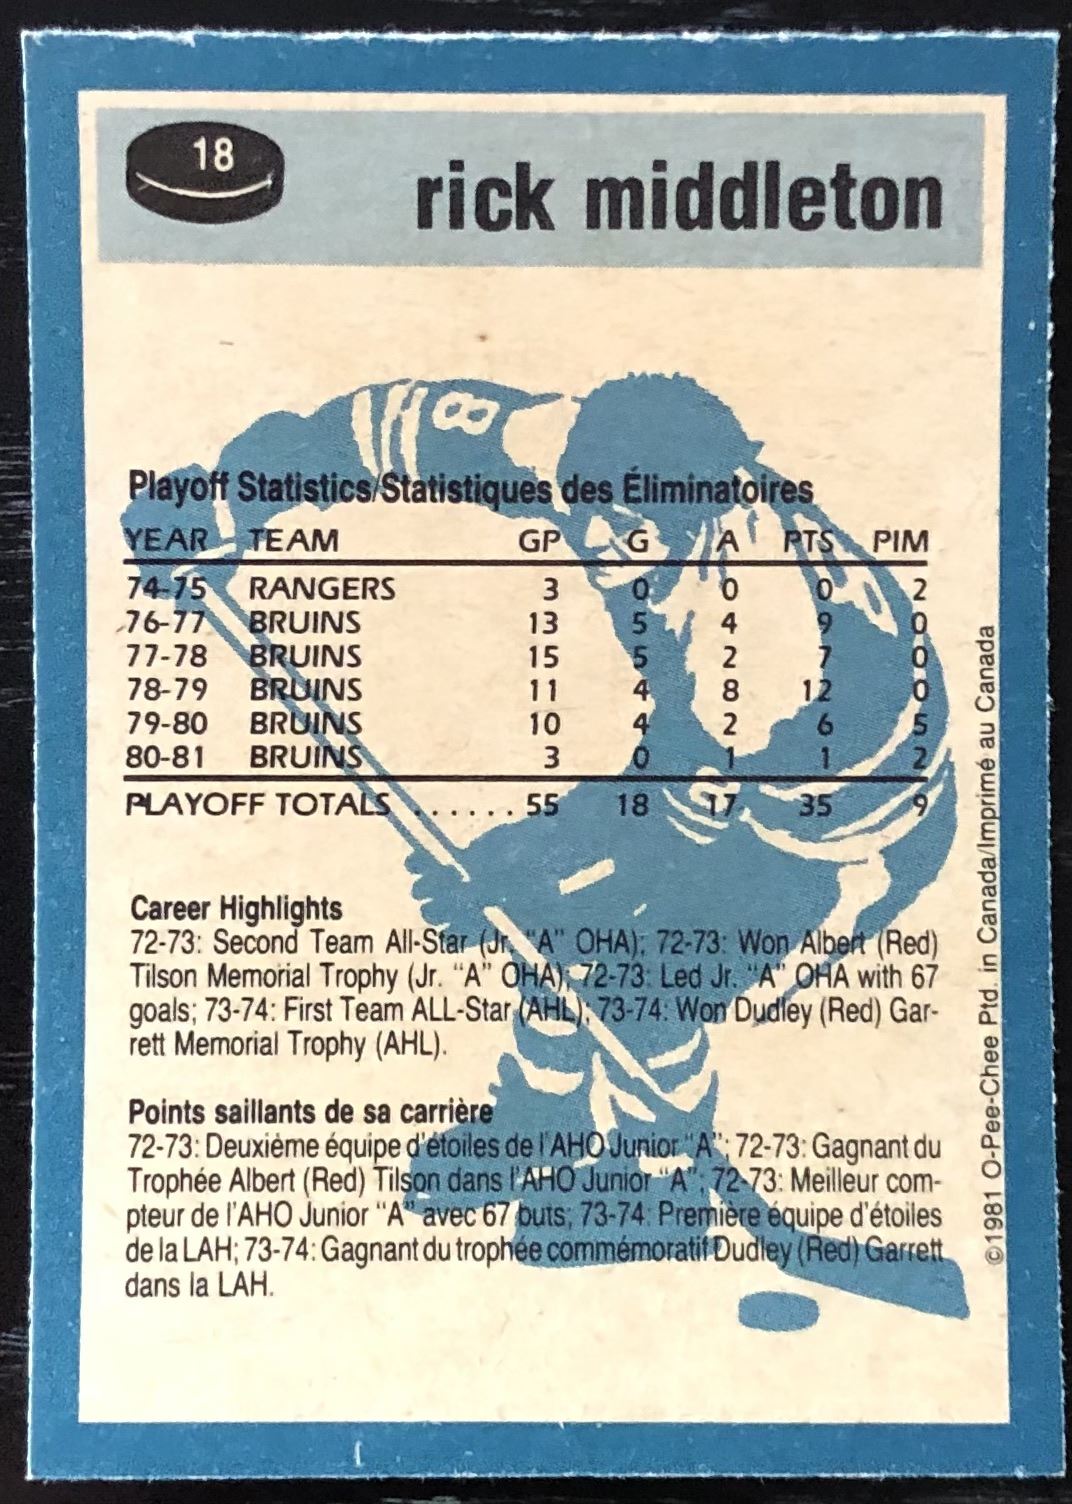 18
rick middleton
8
Playoff Statistics/Statistiques des Éliminatoires
YEAR TEAM GP G A PTS PIM
74-75 RANGERS 3 0 0 0 2
76-77 BRUINS 13 5 4 9 0
77-78 BRUINS 15 5 2 7 0
78-79 BRUINS 11 4 8 12 0
79-80 BRUINS 10 4 2 6 5
80-81 BRUINS 3 0 1 1 2
PLAYOFF TOTALS ...... 55 18 17 35 9
Career Highlights
72-73: Second Team All-Star (Jr. "A" OHA); 72-73: Won Albert (Red)
Tilson Memorial Trophy (Jr. "A" OHA); 72-73: Led Jr. "A" OHA with 67
goals; 73-74: First Team ALL-Star (AHL); 73-74: Won Dudley (Red) Gar-
rett Memorial Trophy (AHL).
Points saillants de sa carrière
72-73: Deuxième équipe d'étoiles de l'AHO Junior "A"; 72-73: Gagnant du
Trophée Albert (Red) Tilson dans l'AHO Junior "A"; 72-73: Meilleur com-
pteur de l'AHO Junior "A" avec 67 buts; 73-74: Première équipe d'étoiles
de la LAH; 73-74: Gagnant du trophée commémoratif Dudley (Red) Garrett
dans la LAH.
©1981 O-Pee-Chee Ptd. in Canada/Imprimé au Canada